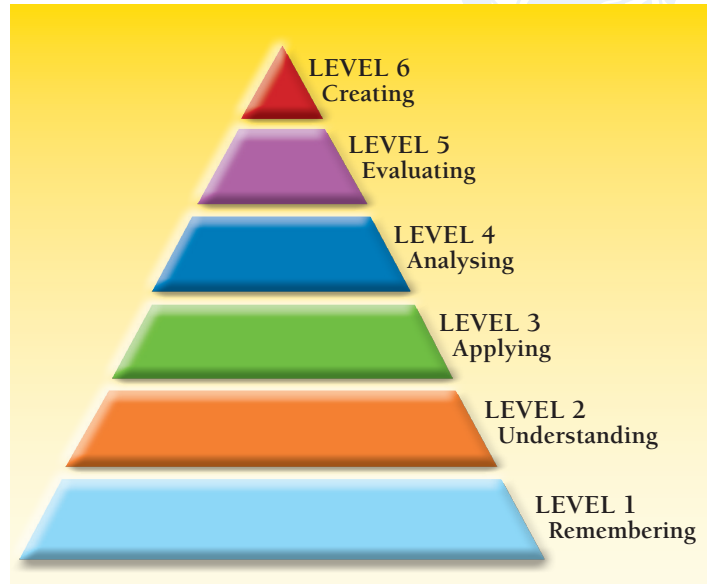 LEVEL 6
Creating
LEVEL 5
Evaluating
LEVEL 4
Analysing
LEVEL 3
Applying
LEVEL 2
Understanding
LEVEL 1
Remembering